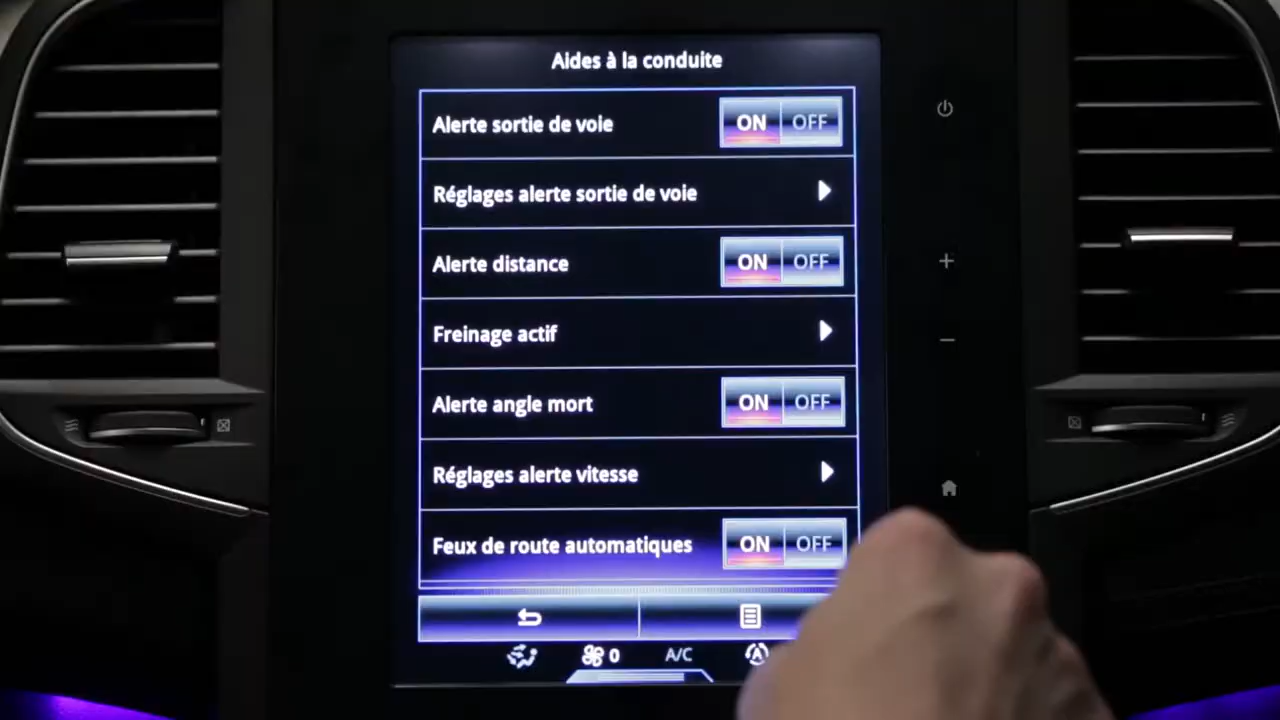 Aides à la conduite
Alerte sortie de voie ON OFF
Réglages alerte sortie de voie
Alerte distance ON OFF
Freinage actif
Alerte angle mort ON OFF
Réglages alerte vitesse
Feux de route automatiques ON OFF
0 A/C A